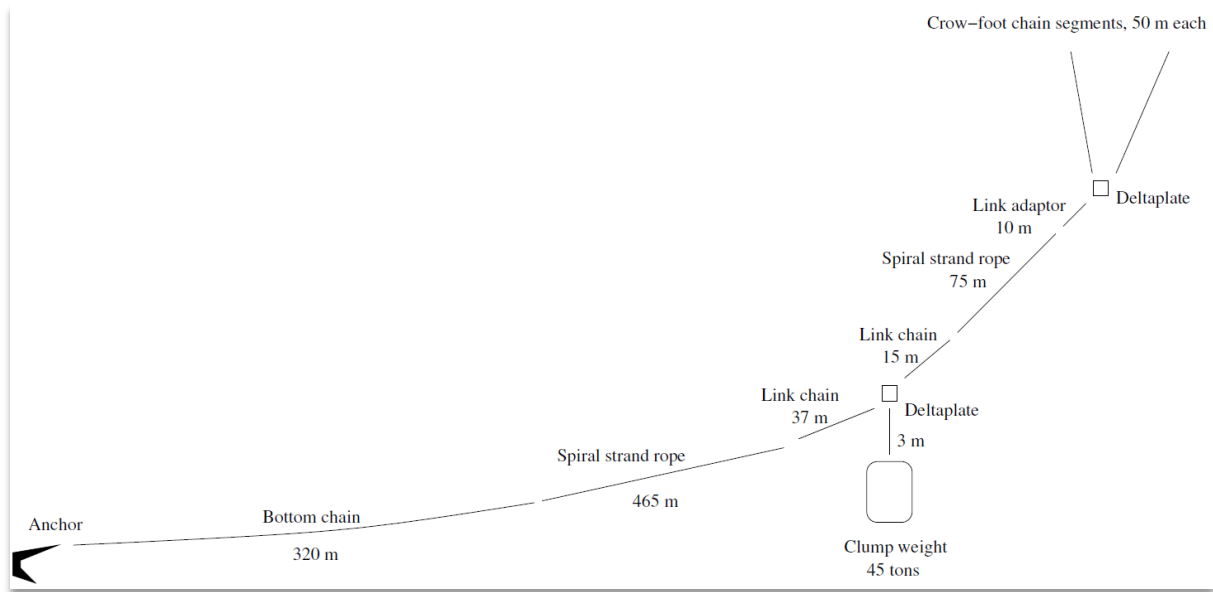 Crow−foot chain segments, 50 m each
Deltaplate
Link adaptor
10 m
Spiral strand rope
75 m
Link chain
15 m
Link chain
37 m
Deltaplate
3 m
Spiral strand rope
465 m
Anchor
Bottom chain
320 m
Clump weight
45 tons